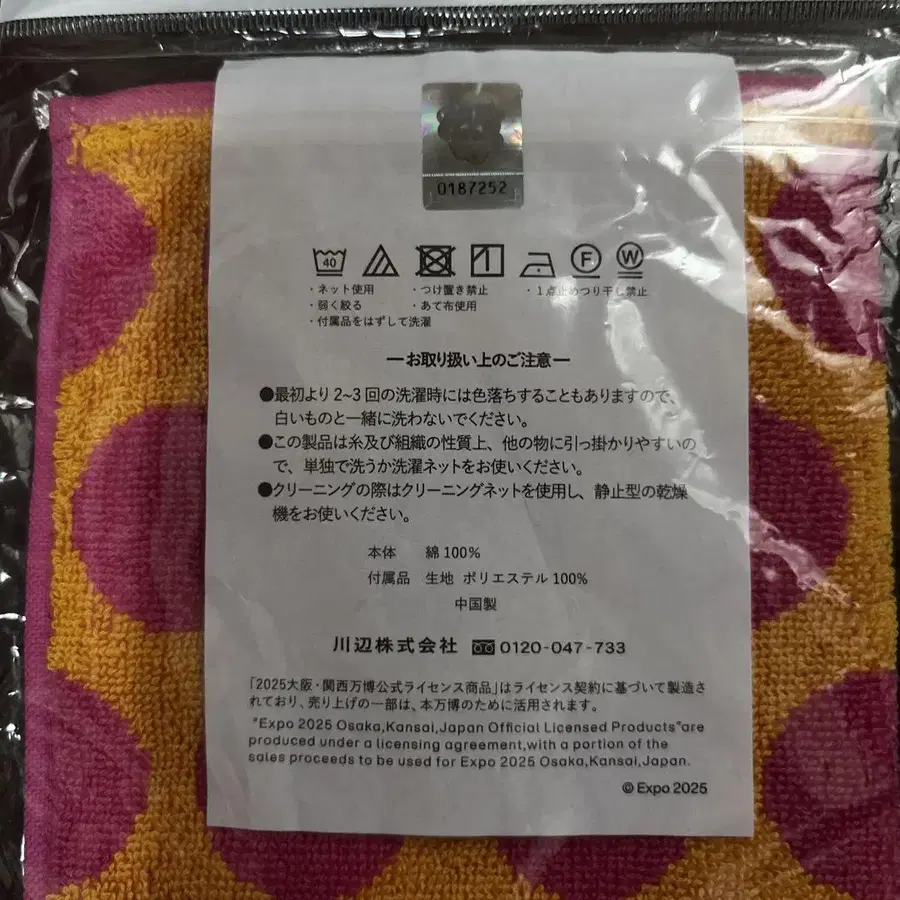 0187252
40 F W
・ネット使用 ・つけ置き禁止 ・1点止めつり干し禁止
・弱く絞る ・あて布使用
・付属品をはずして洗濯
ーお取り扱い上のご注意ー
●最初より 2~3 回の洗濯時には色落ちすることもありますので、
白いものと一緒に洗わないでください。
●この製品は糸及び組織の性質上、他の物に引っ掛かりやすいの
で、単独で洗うか洗濯ネットをお使いください。
●クリーニングの際はクリーニングネットを使用し、静止型の乾燥
機をお使いください。
本体 綿100%
付属品 生地 ポリエステル100%
中国製
川辺株式会社 0120-047-733
「2025大阪・関西万博公式ライセンス商品」はライセンス契約に基づいて製造さ
れており、売り上げの一部は、本万博のために活用されます。
"Expo 2025 Osaka,Kansai,Japan Official Licensed Products"are
produced under a licensing agreement,with a portion of the
sales proceeds to be used for Expo 2025 Osaka,Kansai,Japan.
© Expo 2025